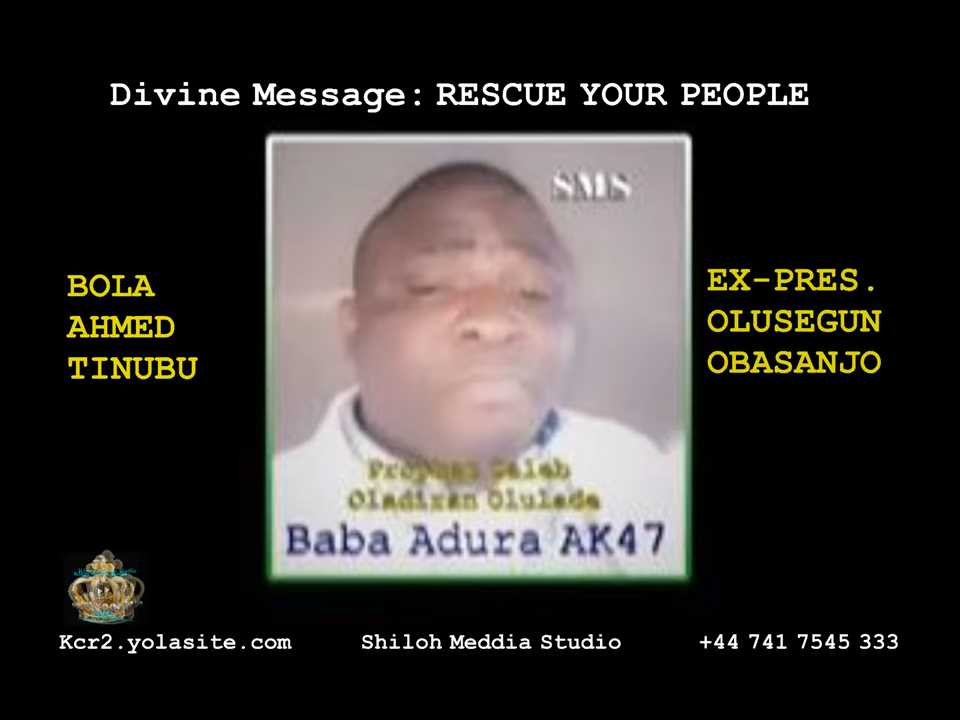 Divine Message: RESCUE YOUR PEOPLE
SMS
BOLA
AHMED
TINUBU
EX-PRES.
OLUSEGUN
OBASANJO
Oladiran Olulade
Baba Adura AK47
Kcr2.yolasite.com
Shiloh Meddia Studio
+44 741 7545 333